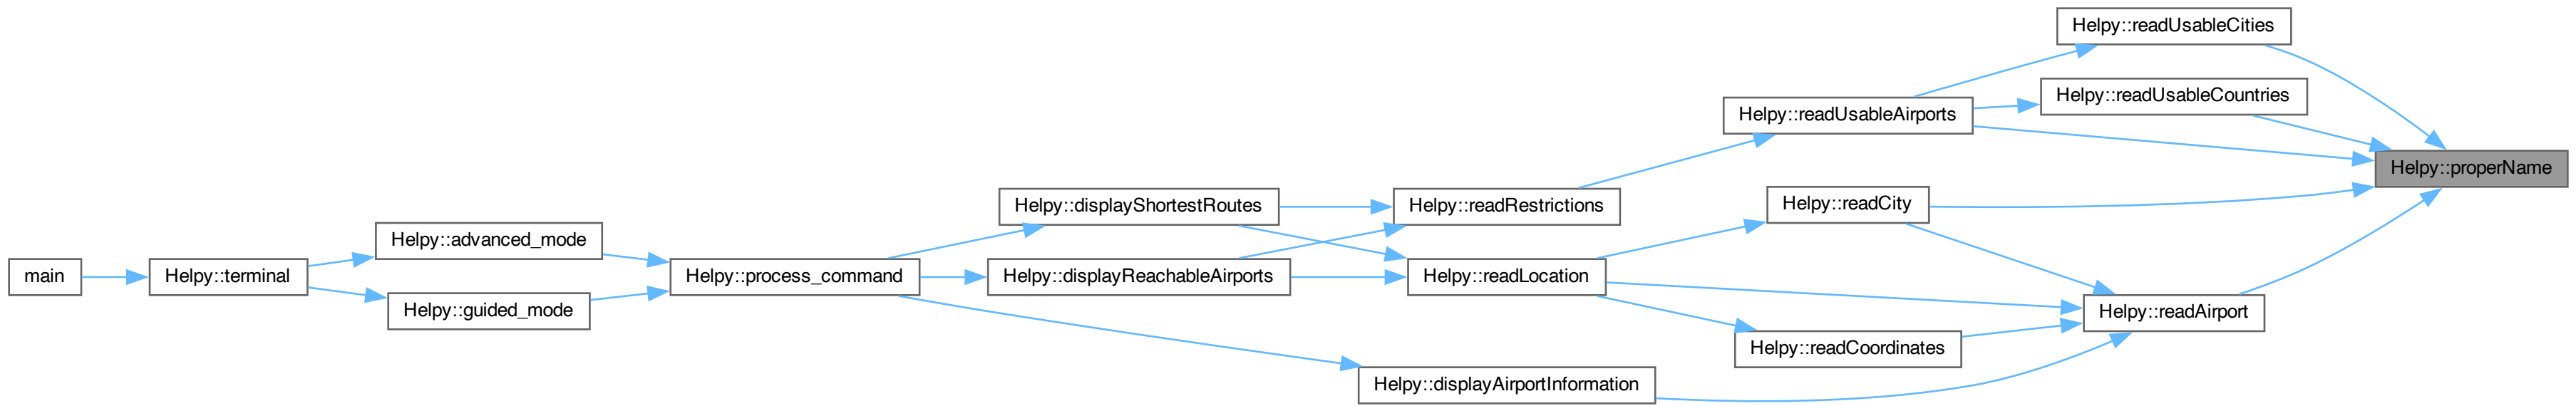 Helpy::readUsableCities
Helpy::readUsableCountries
Helpy::readUsableAirports
Helpy::properName
Helpy::displayShortestRoutes
Helpy::readRestrictions
Helpy::readCity
Helpy::advanced_mode
main
Helpy::terminal
Helpy::process_command
Helpy::displayReachableAirports
Helpy::readLocation
Helpy::guided_mode
Helpy::readAirport
Helpy::readCoordinates
Helpy::displayAirportInformation